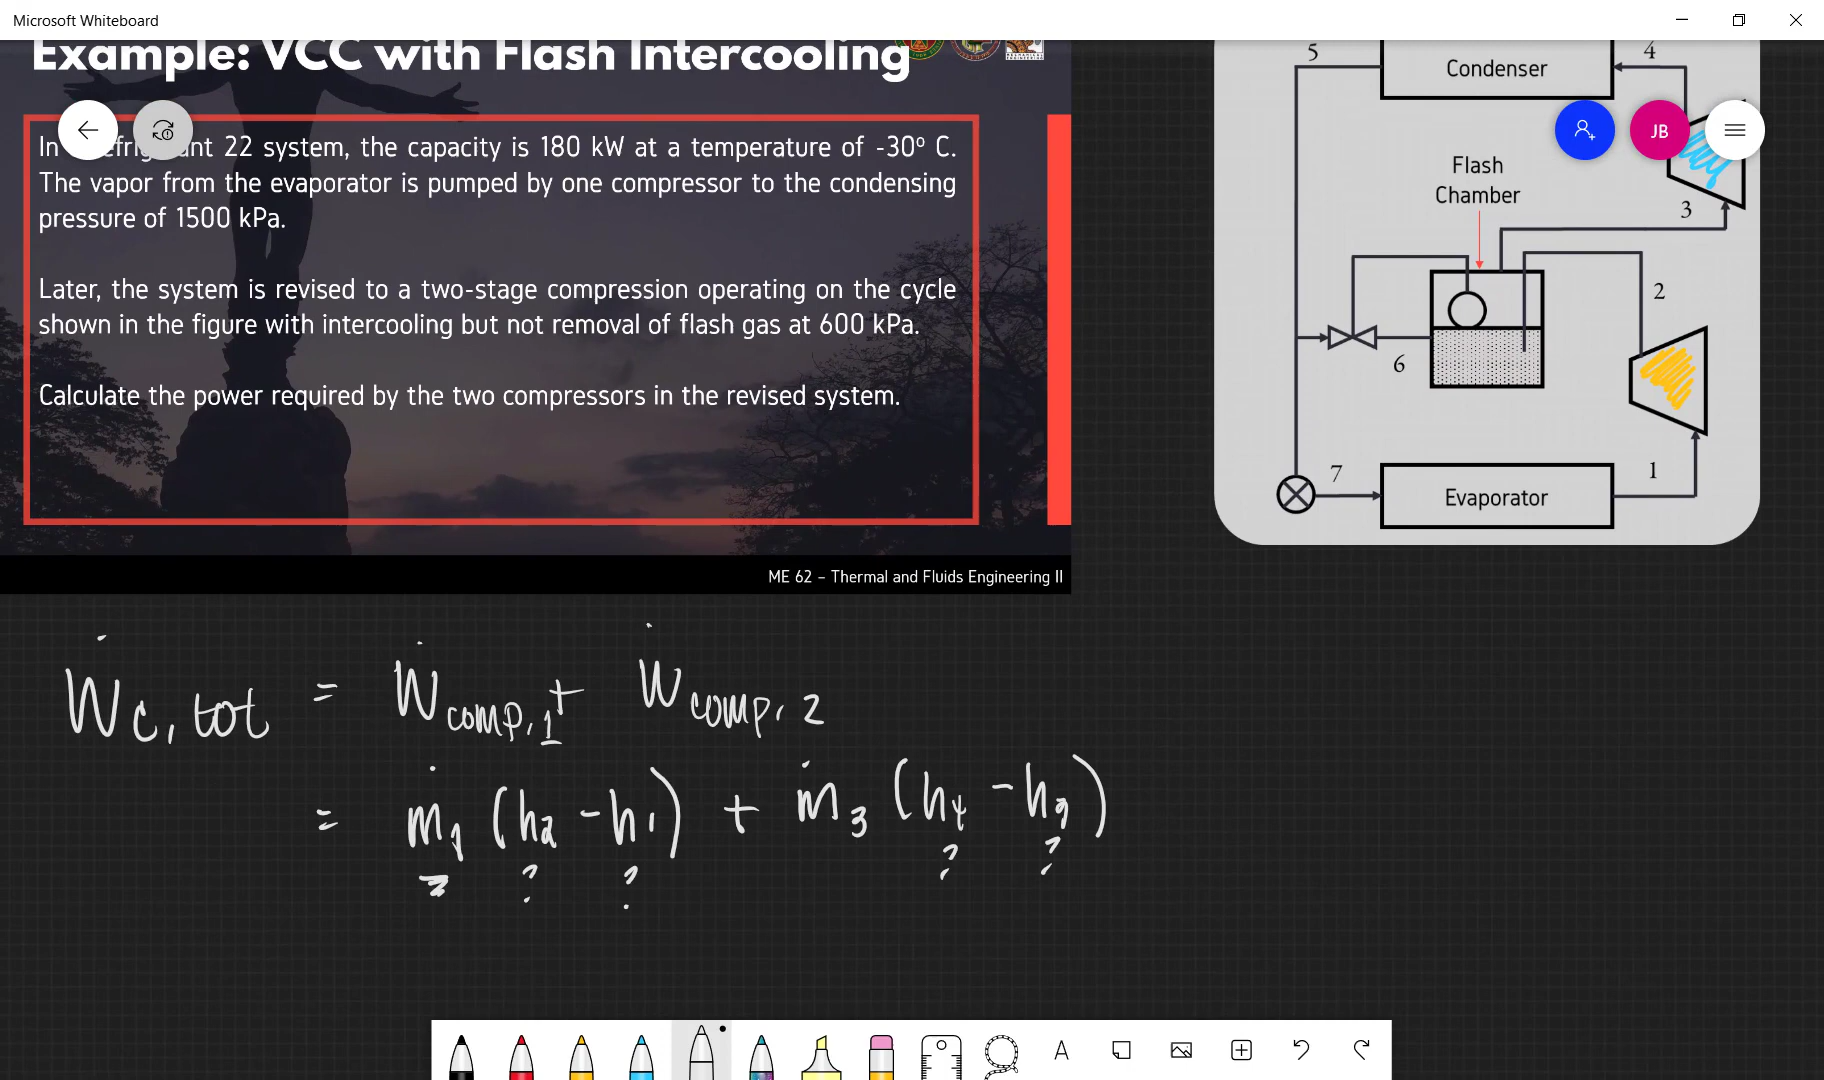 Microsoft Whiteboard
Example: VCC with Flash Intercooling
In efrig ant 22 system, the capacity is 180 kW at a temperature of -30º C.
The vapor from the evaporator is pumped by one compressor to the condensing
pressure of 1500 kPa.
Later, the system is revised to a two-stage compression operating on the cycle
shown in the figure with intercooling but not removal of flash gas at 600 kPa.
Calculate the power required by the two compressors in the revised system.
ME 62 – Thermal and Fluids Engineering II
5
Condenser
4
JB
Flash
Chamber
3
2
6
7
Evaporator
1
Ẇc, tot = Ẇcomp, 1 + Ẇcomp, 2
= ṁ1 (h2 - h1) + ṁ3 (h4 - h3)
? ? ? ?
A